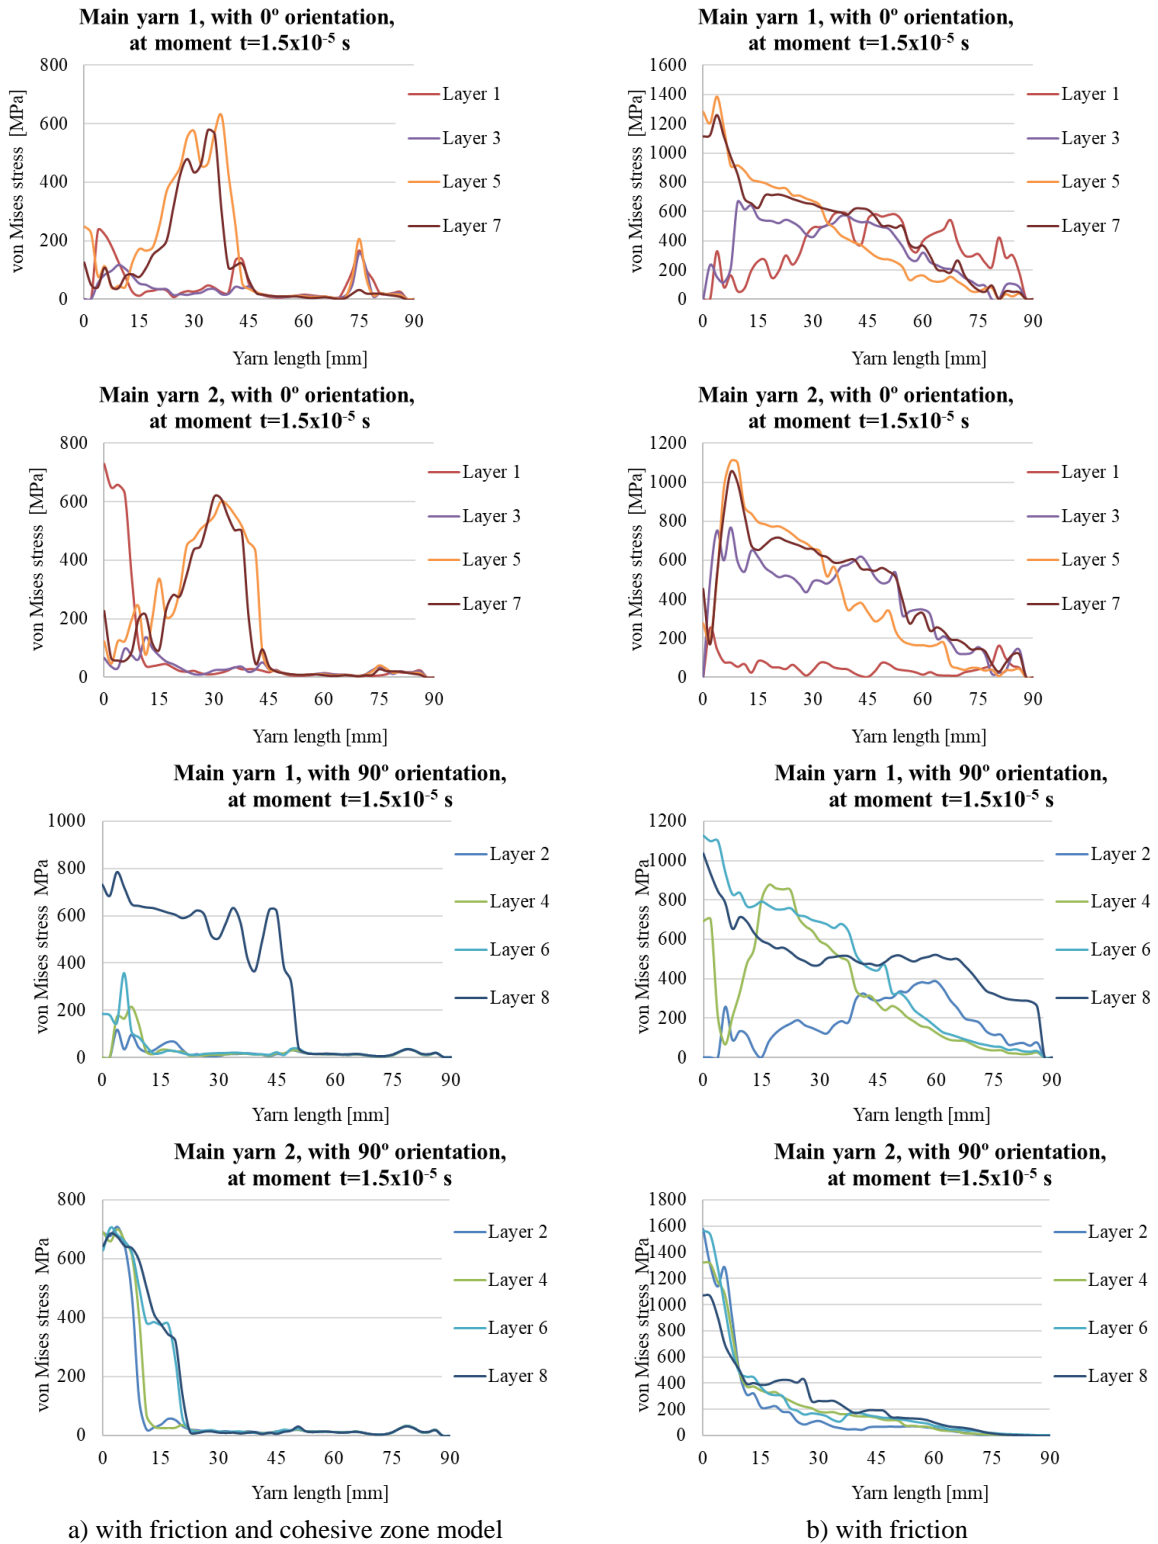 Main yarn 1, with 0º orientation,
at moment t=1.5x10-5 s
800
600
400
200
0
von Mises stress [MPa]
0 15 30 45 60 75 90
Yarn length [mm]
Layer 1
Layer 3
Layer 5
Layer 7
Main yarn 1, with 0º orientation,
at moment t=1.5x10-5 s
1600
1400
1200
1000
800
600
400
200
0
von Mises stress [MPa]
0 15 30 45 60 75 90
Yarn length [mm]
Layer 1
Layer 3
Layer 5
Layer 7
Main yarn 2, with 0º orientation,
at moment t=1.5x10-5 s
800
600
400
200
0
von Mises stress [MPa]
0 15 30 45 60 75 90
Yarn length [mm]
Layer 1
Layer 3
Layer 5
Layer 7
Main yarn 2, with 0º orientation,
at moment t=1.5x10-5 s
1200
1000
800
600
400
200
0
von Mises stress [MPa]
0 15 30 45 60 75 90
Yarn length [mm]
Layer 1
Layer 3
Layer 5
Layer 7
Main yarn 1, with 90º orientation,
at moment t=1.5x10-5 s
1000
800
600
400
200
0
von Mises stress MPa
0 15 30 45 60 75 90
Yarn length [mm]
Layer 2
Layer 4
Layer 6
Layer 8
Main yarn 1, with 90º orientation,
at moment t=1.5x10-5 s
1200
1000
800
600
400
200
0
von Mises stress MPa
0 15 30 45 60 75 90
Yarn length [mm]
Layer 2
Layer 4
Layer 6
Layer 8
Main yarn 2, with 90º orientation,
at moment t=1.5x10-5 s
800
600
400
200
0
von Mises stress MPa
0 15 30 45 60 75 90
Yarn length [mm]
Layer 2
Layer 4
Layer 6
Layer 8
Main yarn 2, with 90º orientation,
at moment t=1.5x10-5 s
1800
1600
1400
1200
1000
800
600
400
200
0
von Mises stress MPa
0 15 30 45 60 75 90
Yarn length [mm]
Layer 2
Layer 4
Layer 6
Layer 8
a) with friction and cohesive zone model
b) with friction